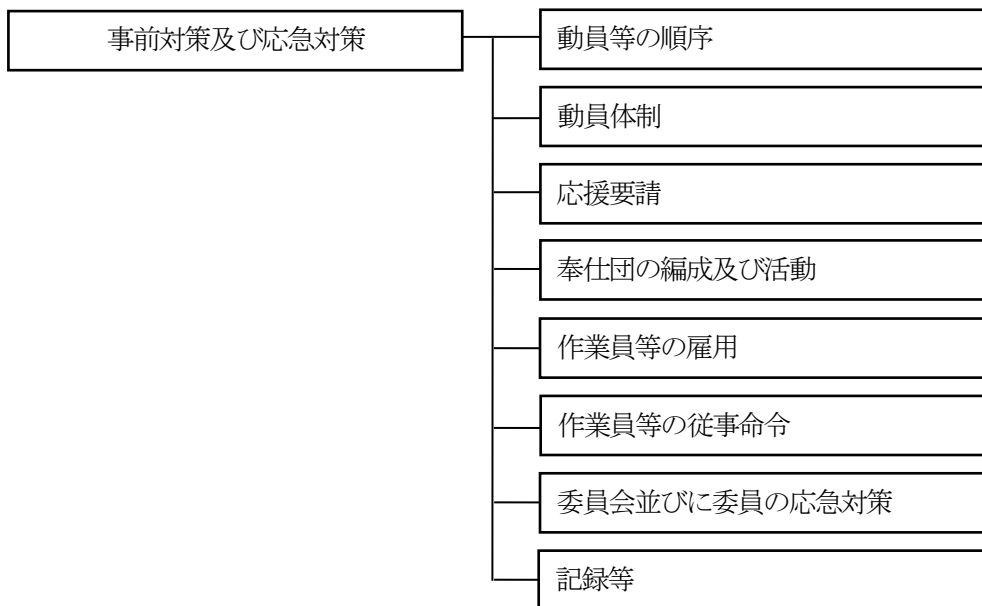 事前対策及び応急対策
動員等の順序
動員体制
応援要請
奉仕団の編成及び活動
作業員等の雇用
作業員等の従事命令
委員会並びに委員の応急対策
記録等